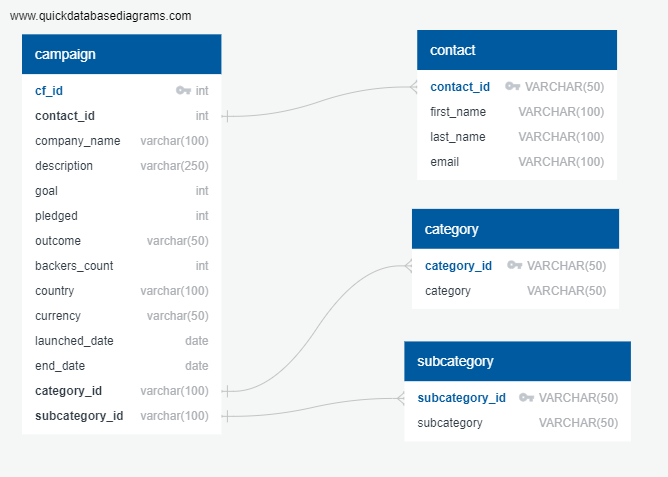 www.quickdatabasediagrams.com
campaign
cf_id int
contact_id int
company_name varchar(100)
description varchar(250)
goal int
pledged int
outcome varchar(50)
backers_count int
country varchar(100)
currency varchar(50)
launched_date date
end_date date
category_id varchar(100)
subcategory_id varchar(100)
contact
contact_id VARCHAR(50)
first_name VARCHAR(100)
last_name VARCHAR(100)
email VARCHAR(100)
category
category_id VARCHAR(50)
category VARCHAR(50)
subcategory
subcategory_id VARCHAR(50)
subcategory VARCHAR(50)